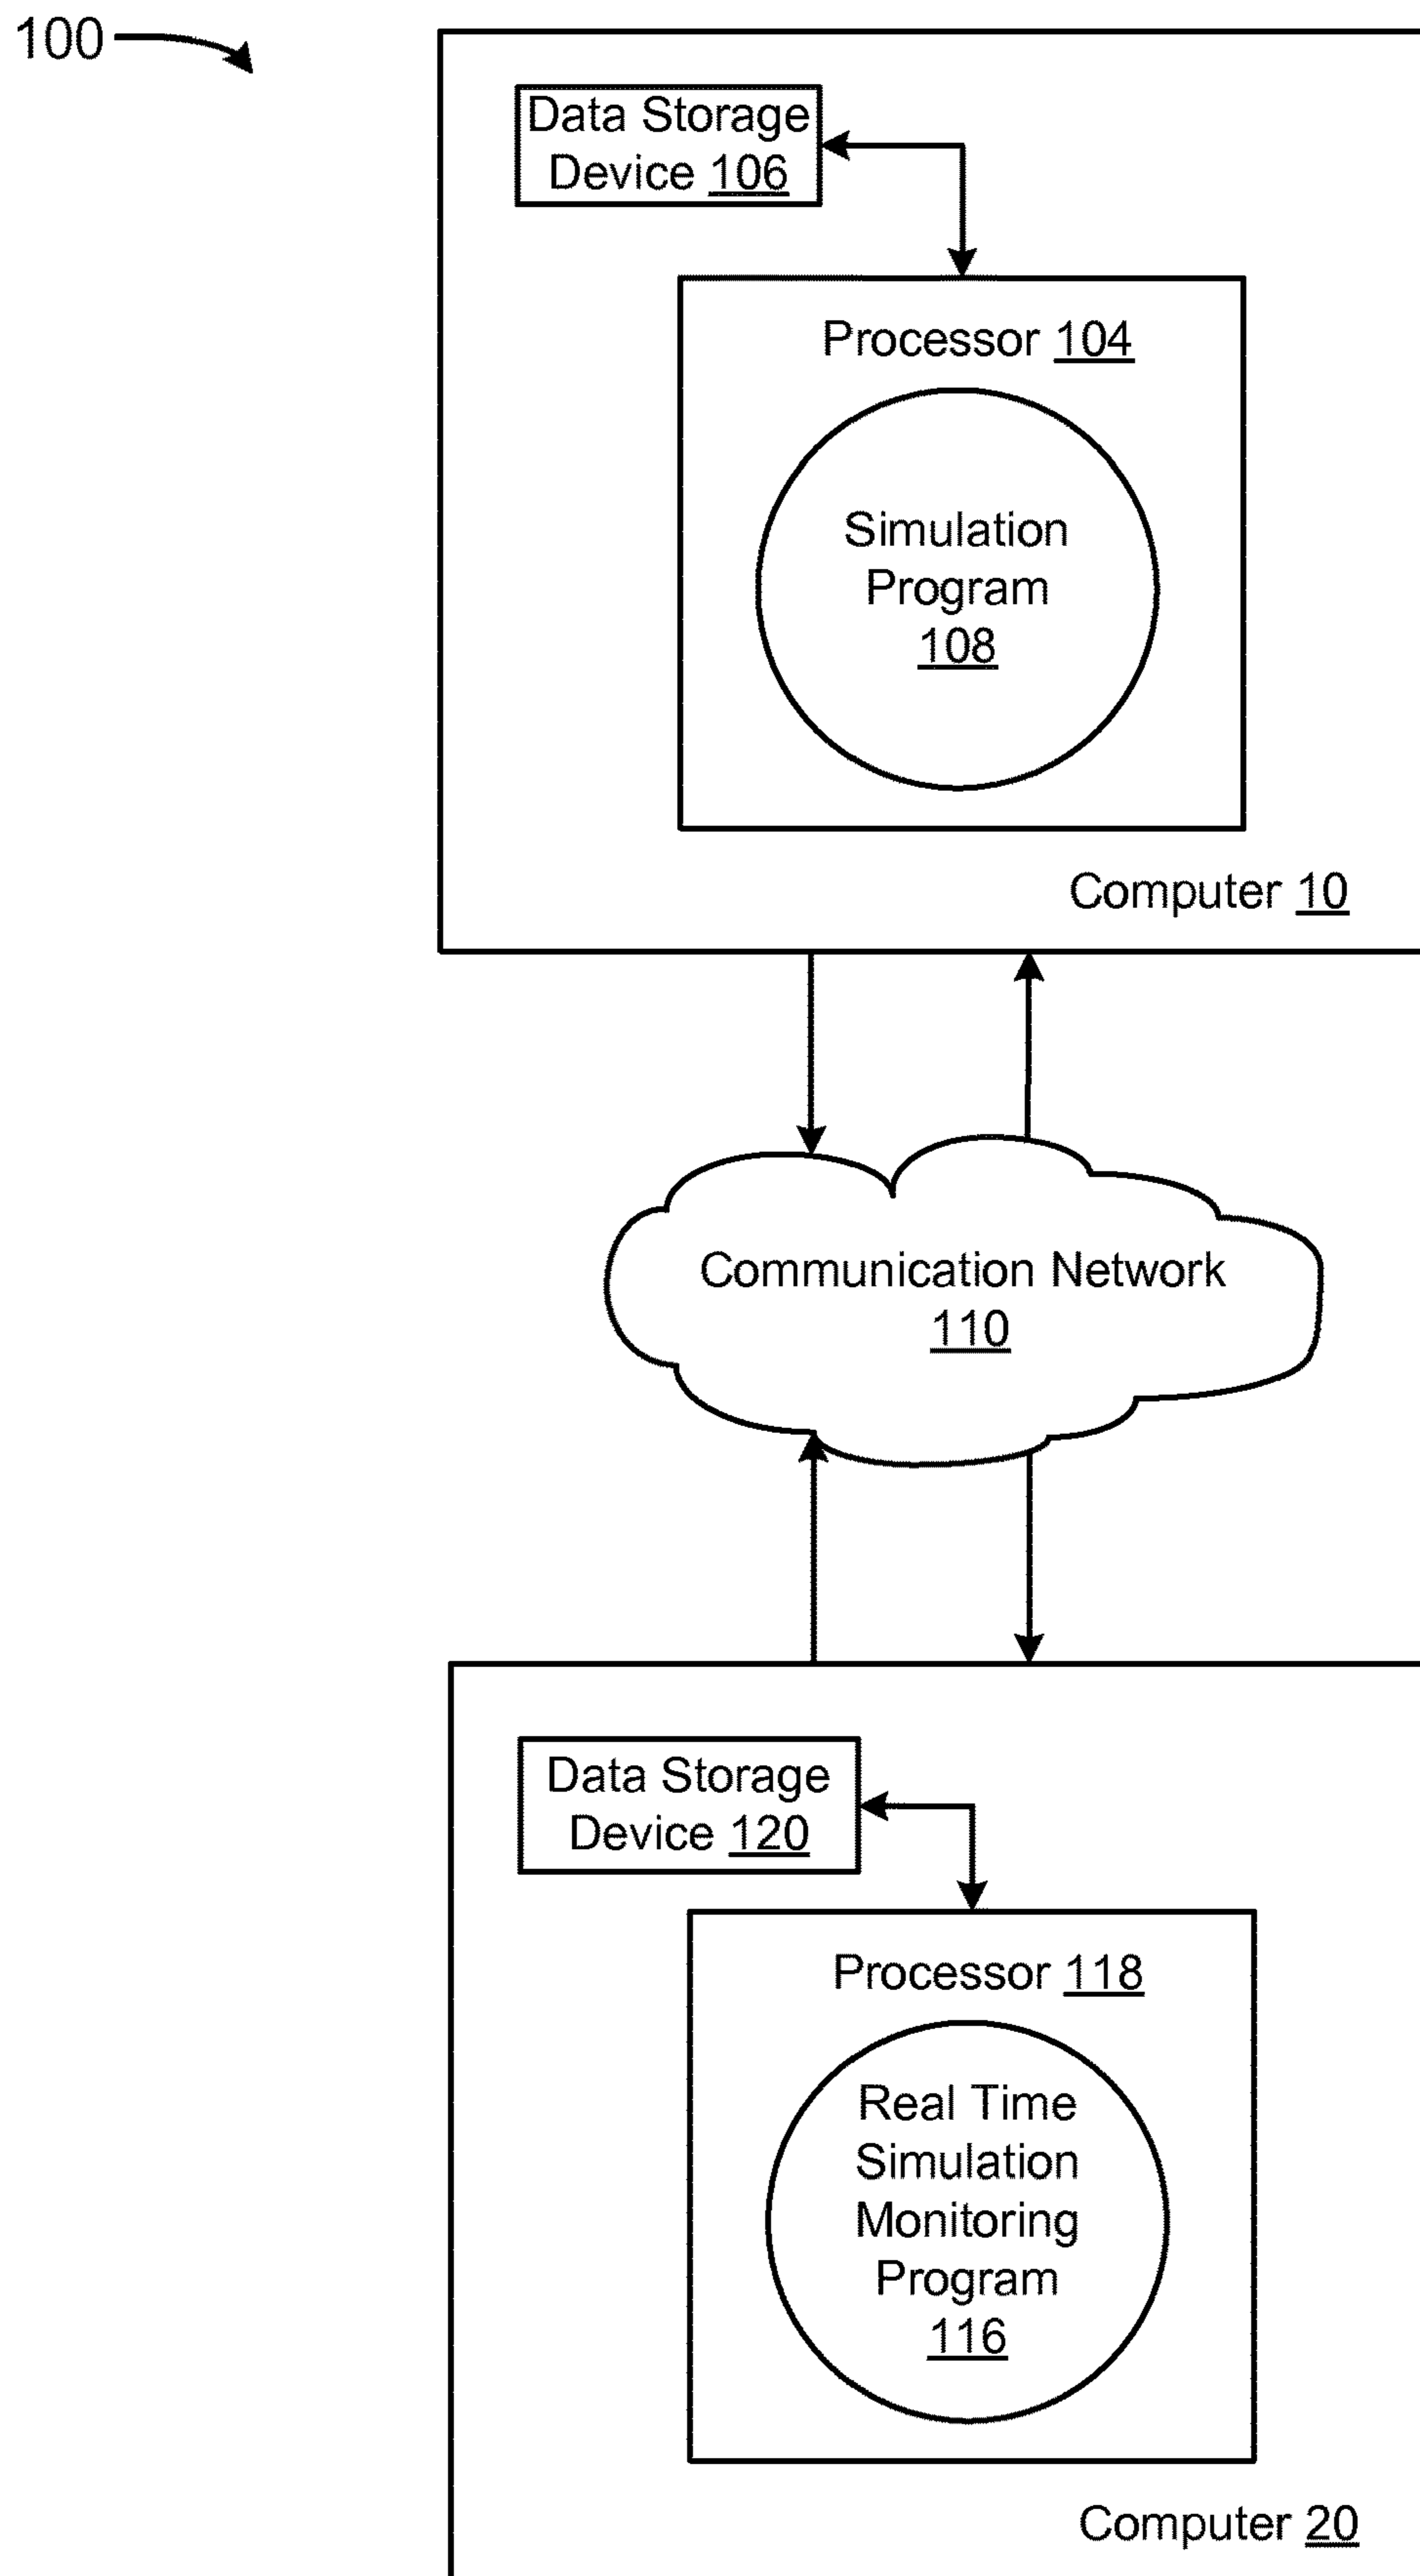 100
Data Storage
Device 106
Processor 104
Simulation
Program
108
Computer 10
Communication Network
110
Data Storage
Device 120
Processor 118
Real Time
Simulation
Monitoring
Program
116
Computer 20